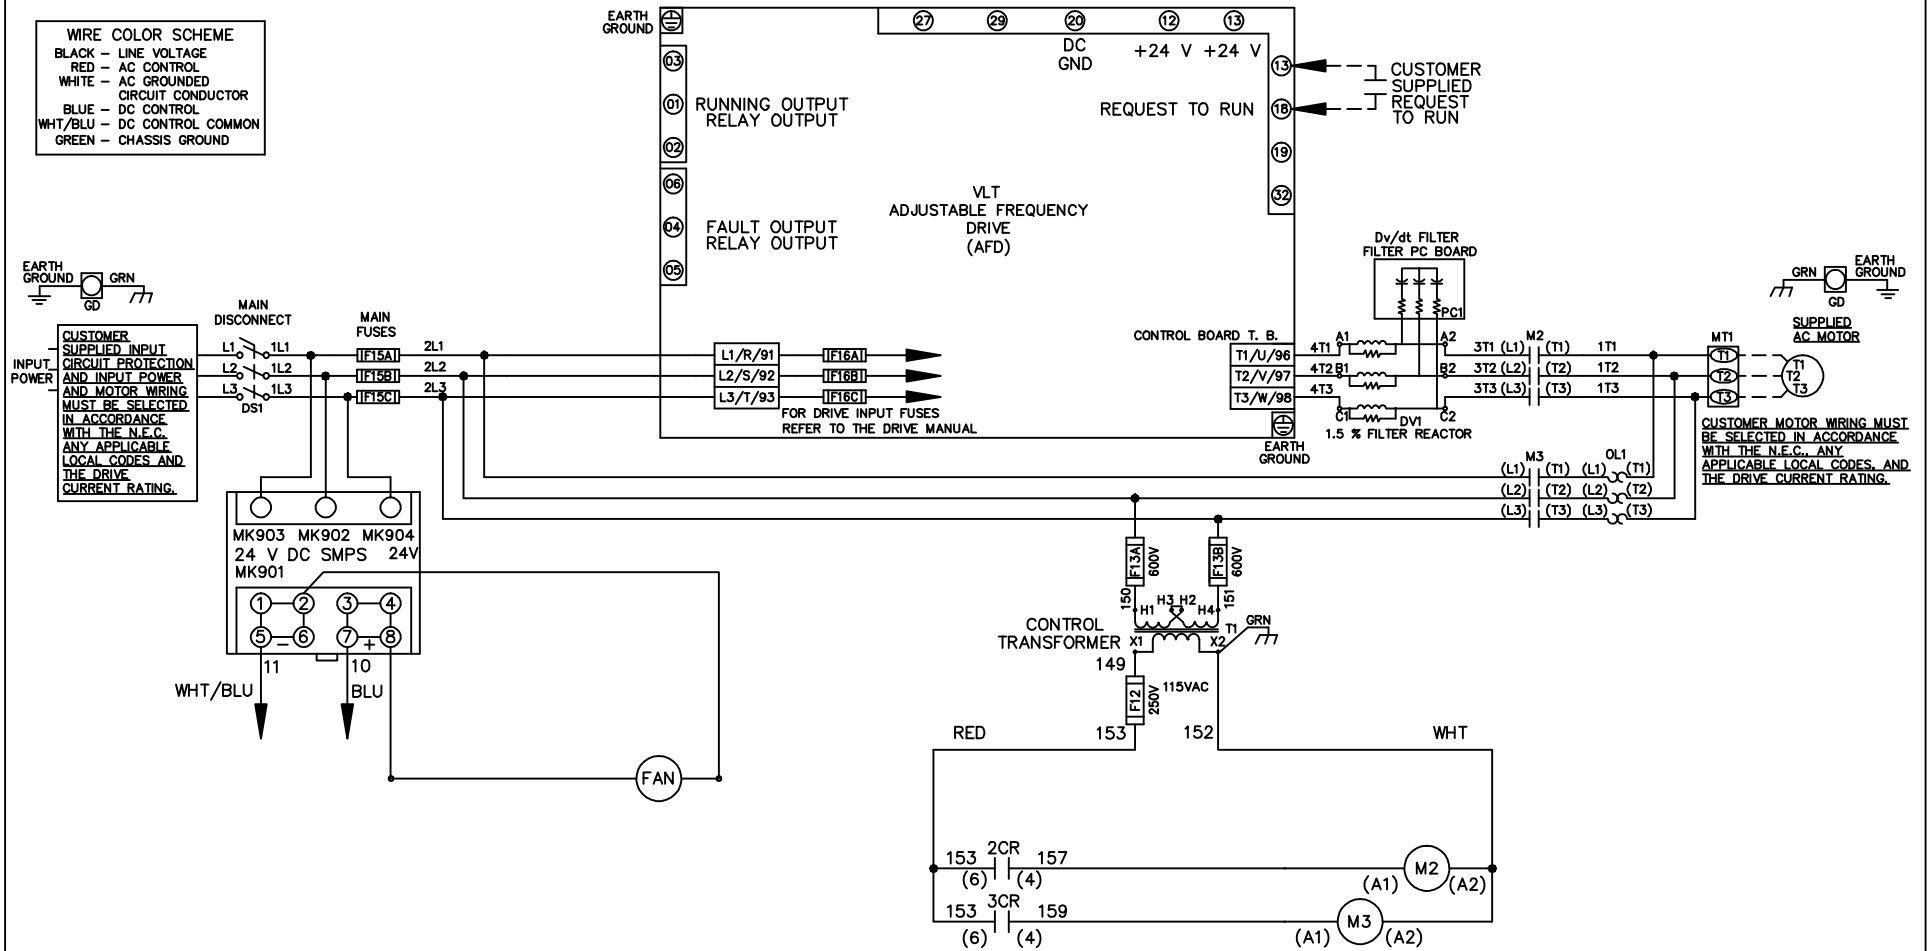 WIRE COLOR SCHEME
BLACK – LINE VOLTAGE
RED – AC CONTROL
WHITE – AC GROUNDED
CIRCUIT CONDUCTOR
BLUE – DC CONTROL
WHT/BLU – DC CONTROL COMMON
GREEN – CHASSIS GROUND
EARTH
GROUND
27 29 20 12 13
DC
GND
+24 V +24 V
03
01
02
RUNNING OUTPUT
RELAY OUTPUT
06
04
05
FAULT OUTPUT
RELAY OUTPUT
VLT
ADJUSTABLE FREQUENCY
DRIVE
(AFD)
REQUEST TO RUN
13
18
19
32
CUSTOMER
SUPPLIED
REQUEST
TO RUN
EARTH
GROUND
GRN
GD
CUSTOMER
SUPPLIED INPUT
CIRCUIT PROTECTION
AND INPUT POWER
AND MOTOR WIRING
MUST BE SELECTED
IN ACCORDANCE
WITH THE N.E.C.
ANY APPLICABLE
LOCAL CODES AND
THE DRIVE
CURRENT RATING.
INPUT
POWER
MAIN
DISCONNECT
L1 1L1
L2 1L2
L3 1L3
DS1
MAIN
FUSES
F15A 2L1
F15B 2L2
F15C 2L3
L1/R/91 F16A
L2/S/92 F16B
L3/T/93 F16C
FOR DRIVE INPUT FUSES
REFER TO THE DRIVE MANUAL
CONTROL BOARD T. B.
T1/U/96 4T1
T2/V/97 4T2
T3/W/98 4T3
EARTH
GROUND
Dv/dt FILTER
FILTER PC BOARD
PC1
A1 A2
B1 B2
C1 C2
DV1
1.5 % FILTER REACTOR
M2
3T1 (L1) (T1) 1T1
3T2 (L2) (T2) 1T2
3T3 (L3) (T3) 1T3
MT1
T1
T2
T3
T1
T2
T3
GRN
GD
EARTH
GROUND
SUPPLIED
AC MOTOR
CUSTOMER MOTOR WIRING MUST
BE SELECTED IN ACCORDANCE
WITH THE N.E.C., ANY
APPLICABLE LOCAL CODES, AND
THE DRIVE CURRENT RATING.
M3 OL1
(L1) (T1) (L1) (T1)
(L2) (T2) (L2) (T2)
(L3) (T3) (L3) (T3)
MK903 MK902 MK904
24 V DC SMPS 24V
MK901
1 2 3 4
5 – 6 7 + 8
11 10
WHT/BLU BLU
FAN
F13A 600V
F13B 600V
150 151
H1 H3 H2 H4
CONTROL
TRANSFORMER
X1 X2
T1
GRN
149
F12 250V
115VAC
153 152
RED WHT
2CR
153 157
(6) (4)
M2
(A1) (A2)
3CR
153 159
(6) (4)
M3
(A1) (A2)